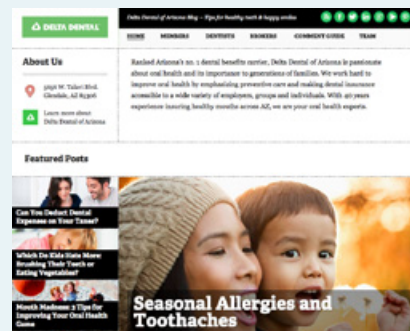 DELTA DENTAL
Delta Dental of Arizona Blog – Tips for healthy teeth & happy smiles
HOME MEMBERS DENTISTS BROKERS COMMENT GUIDE TEAM
About Us
5656 W. Talavi Blvd.
Glendale, AZ 85306
Learn more about
Delta Dental of Arizona
Ranked Arizona's no. 1 dental benefits carrier, Delta Dental of Arizona is passionate
about oral health and its importance to generations of families. We work hard to
improve oral health by emphasizing preventive care and making dental insurance
accessible to a wide variety of employers, groups and individuals. With 40 years
experience insuring healthy mouths across AZ, we are your oral health experts.
Featured Posts
Can You Deduct Dental
Expenses on Your Taxes?
Which Do Kids Hate More:
Brushing Their Teeth or
Eating Vegetables?
Mouth Madness: 3 Tips for
Improving Your Oral Health
Game
Seasonal Allergies and
Toothaches